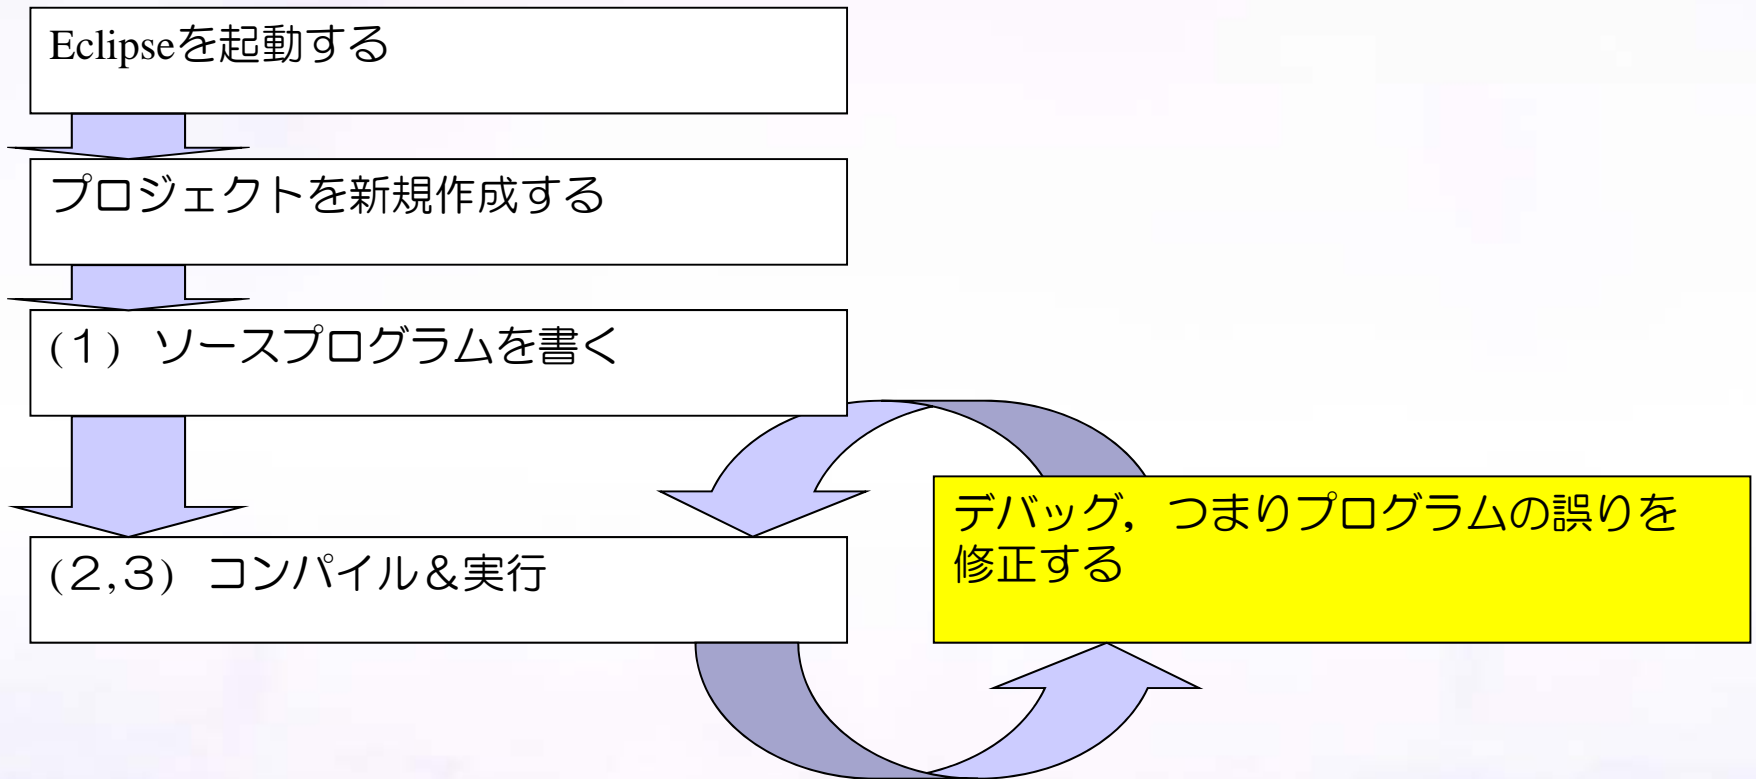 Eclipseを起動する
プロジェクトを新規作成する
(１) ソースプログラムを書く
(２,３) コンパイル＆実行
デバッグ，つまりプログラムの誤りを
修正する